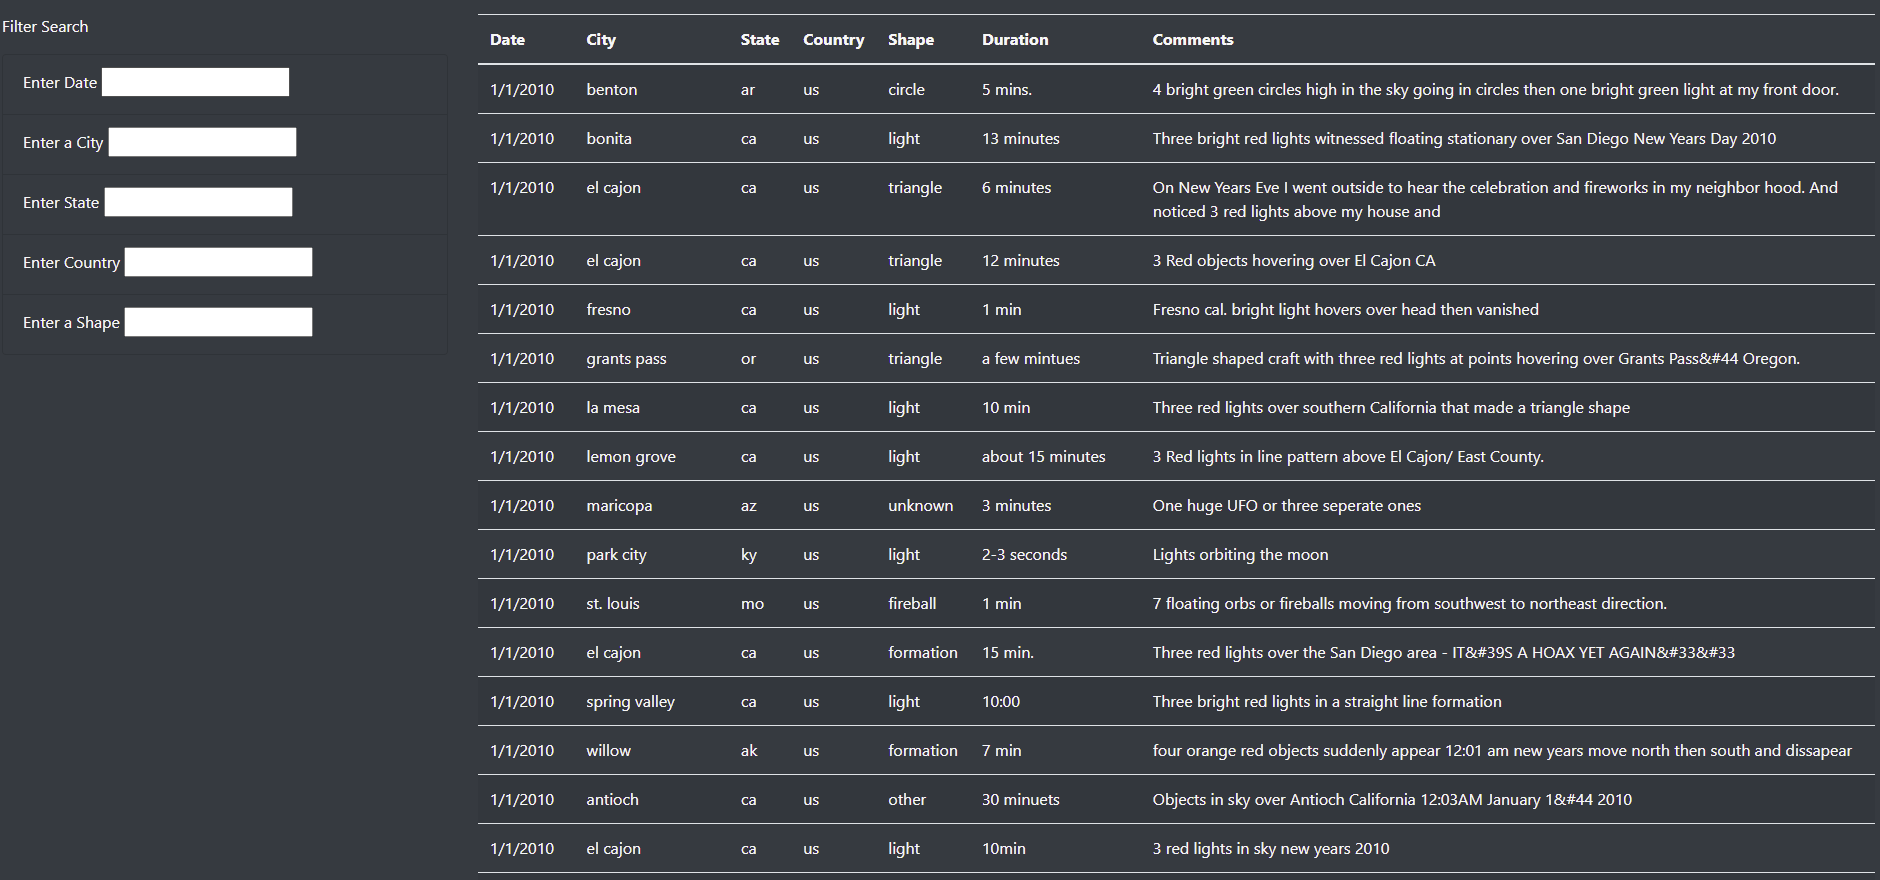 Filter Search
Enter Date
Enter a City
Enter State
Enter Country
Enter a Shape
Date City State Country Shape Duration Comments
1/1/2010 benton ar us circle 5 mins. 4 bright green circles high in the sky going in circles then one bright green light at my front door.
1/1/2010 bonita ca us light 13 minutes Three bright red lights witnessed floating stationary over San Diego New Years Day 2010
1/1/2010 el cajon ca us triangle 6 minutes On New Years Eve I went outside to hear the celebration and fireworks in my neighbor hood. And
noticed 3 red lights above my house and
1/1/2010 el cajon ca us triangle 12 minutes 3 Red objects hovering over El Cajon CA
1/1/2010 fresno ca us light 1 min Fresno cal. bright light hovers over head then vanished
1/1/2010 grants pass or us triangle a few mintues Triangle shaped craft with three red lights at points hovering over Grants Pass&#44 Oregon.
1/1/2010 la mesa ca us light 10 min Three red lights over southern California that made a triangle shape
1/1/2010 lemon grove ca us light about 15 minutes 3 Red lights in line pattern above El Cajon/ East County.
1/1/2010 maricopa az us unknown 3 minutes One huge UFO or three seperate ones
1/1/2010 park city ky us light 2-3 seconds Lights orbiting the moon
1/1/2010 st. louis mo us fireball 1 min 7 floating orbs or fireballs moving from southwest to northeast direction.
1/1/2010 el cajon ca us formation 15 min. Three red lights over the San Diego area - IT&#39S A HOAX YET AGAIN&#33&#33
1/1/2010 spring valley ca us light 10:00 Three bright red lights in a straight line formation
1/1/2010 willow ak us formation 7 min four orange red objects suddenly appear 12:01 am new years move north then south and dissapear
1/1/2010 antioch ca us other 30 minuets Objects in sky over Antioch California 12:03AM January 1&#44 2010
1/1/2010 el cajon ca us light 10min 3 red lights in sky new years 2010